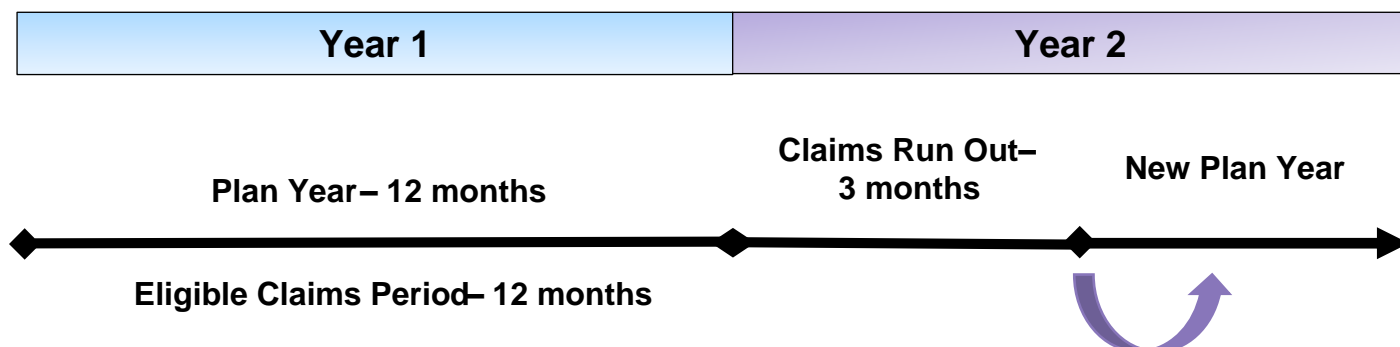 Year 1
Year 2
Claims Run Out–
3 months
New Plan Year
Plan Year– 12 months
Eligible Claims Period– 12 months